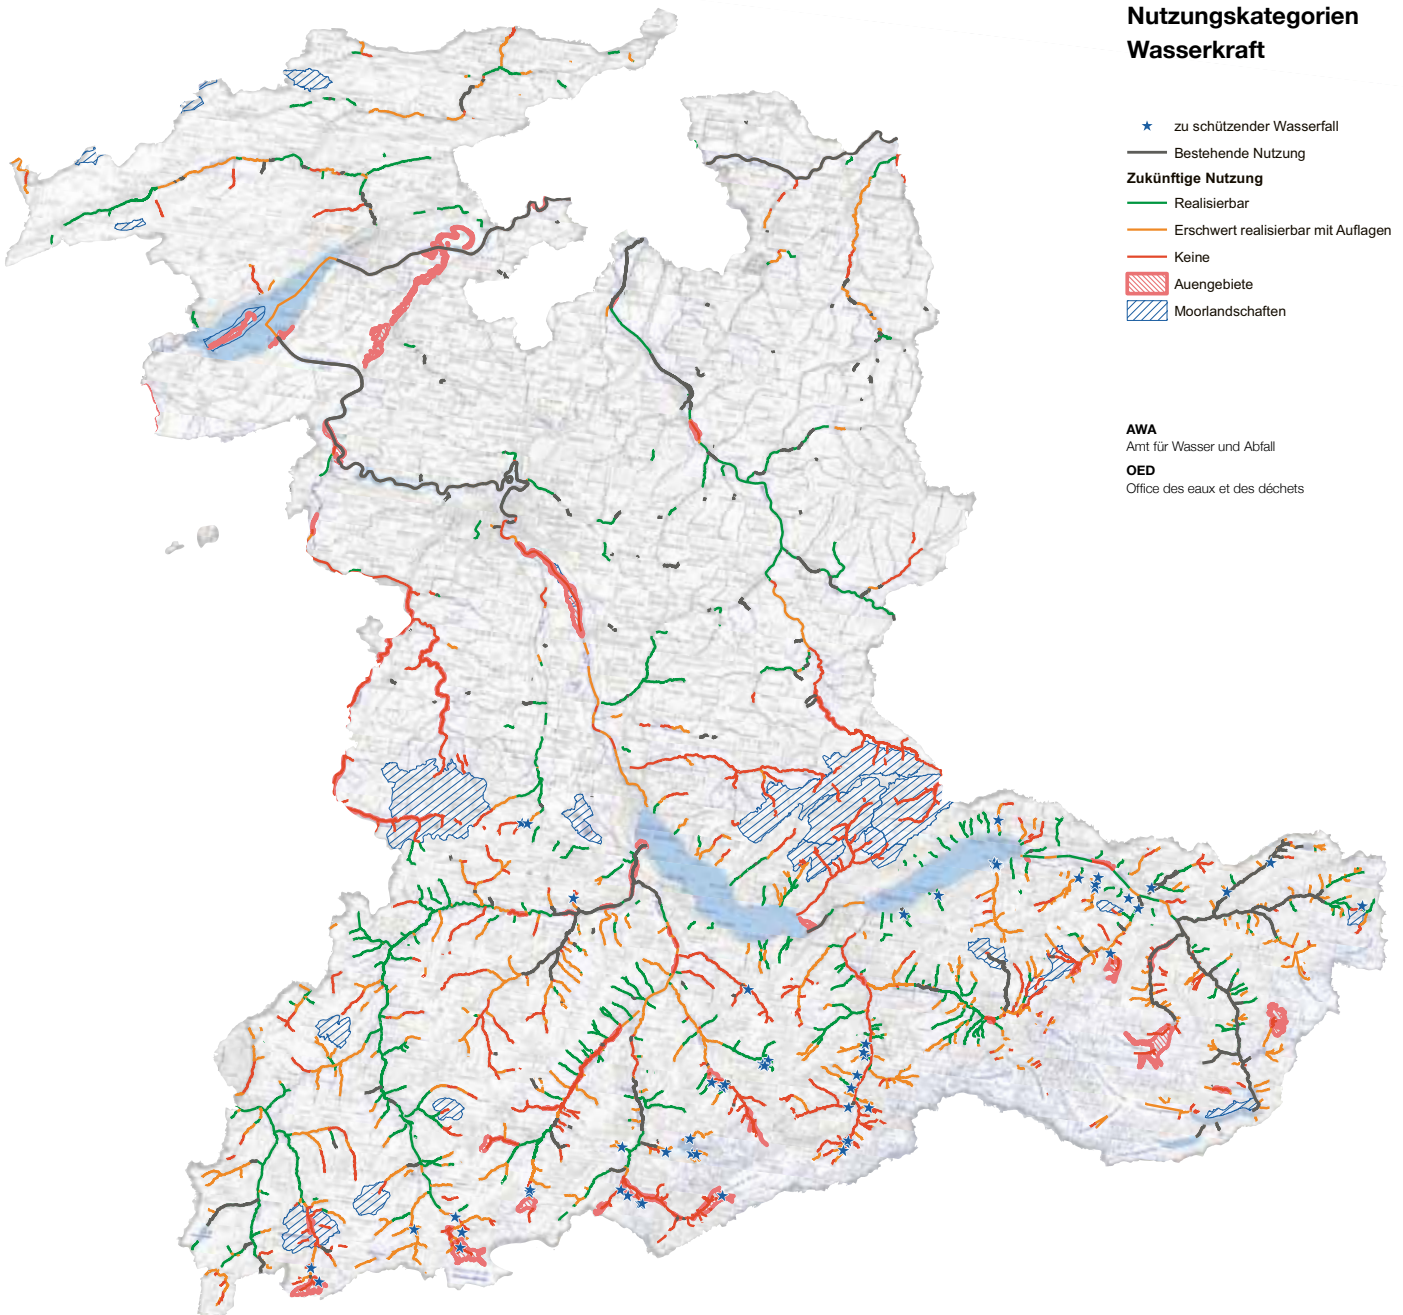 Nutzungskategorien
Wasserkraft
zu schützender Wasserfall
Bestehende Nutzung
Zukünftige Nutzung
Realisierbar
Erschwert realisierbar mit Auflagen
Keine
Auengebiete
Moorlandschaften
AWA
Amt für Wasser und Abfall
OED
Office des eaux et des déchets